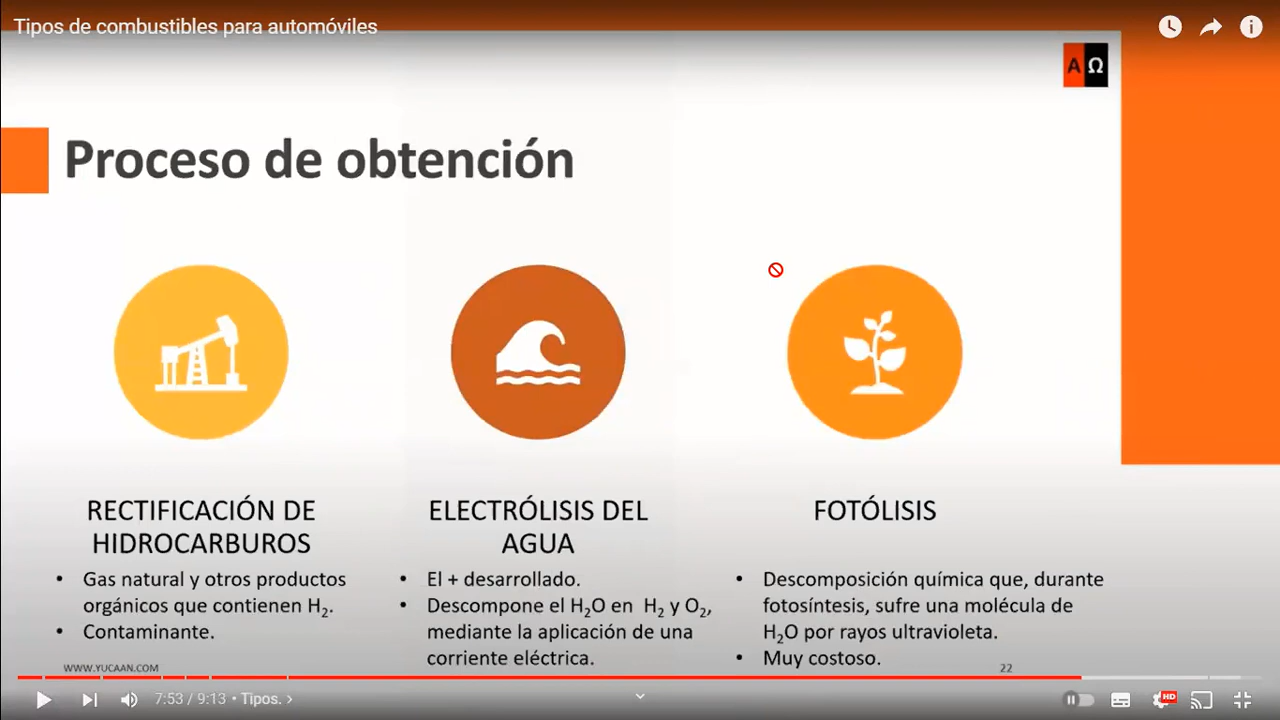 Tipos de combustibles para automóviles
A Ω
Proceso de obtención
RECTIFICACIÓN DE
HIDROCARBUROS
• Gas natural y otros productos
orgánicos que contienen H₂.
• Contaminante.
ELECTRÓLISIS DEL
AGUA
• El + desarrollado.
• Descompone el H₂O en H₂ y O₂,
mediante la aplicación de una
corriente eléctrica.
FOTÓLISIS
• Descomposición química que, durante
fotosíntesis, sufre una molécula de
H₂O por rayos ultravioleta.
• Muy costoso.
WWW.YUCAAN.COM
22
7:53 / 9:13 • Tipos. >
HD